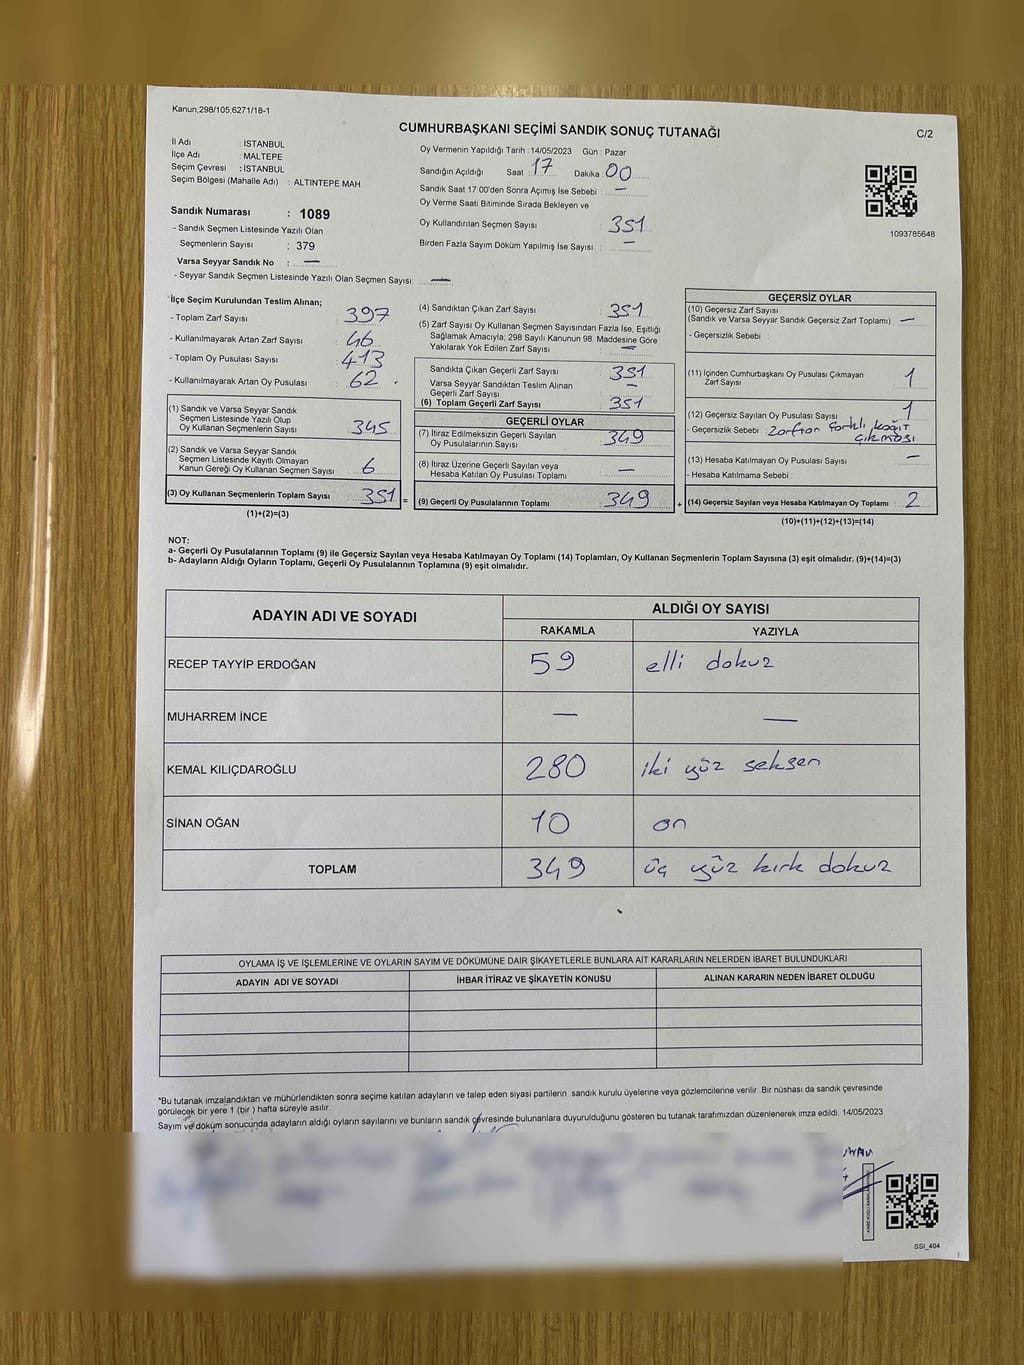 Kanun,298/105;6271/18-1
CUMHURBAŞKANI SEÇİMİ SANDIK SONUÇ TUTANAĞI
C/2
İl Adı : İSTANBUL
İlçe Adı : MALTEPE
Seçim Çevresi : İSTANBUL
Seçim Bölgesi (Mahalle Adı) : ALTINTEPE MAH
Sandık Numarası : 1089
- Sandık Seçmen Listesinde Yazılı Olan
Seçmenlerin Sayısı : 379
Varsa Seyyar Sandık No : —
- Seyyar Sandık Seçmen Listesinde Yazılı Olan Seçmen Sayısı: —
Oy Vermenin Yapıldığı Tarih :14/05/2023 Gün : Pazar
Sandığın Açıldığı Saat : 17 Dakika : 00
Sandık Saat 17:00'den Sonra Açımış İse Sebebi : —
Oy Verme Saati Bitiminde Sırada Bekleyen ve
Oy Kullandırılan Seçmen Sayısı : 351
Birden Fazla Sayım Döküm Yapılmış İse Sayısı : —
1093785648
İlçe Seçim Kurulundan Teslim Alınan;
- Toplam Zarf Sayısı : 397
- Kullanılmayarak Artan Zarf Sayısı : 46
- Toplam Oy Pusulası Sayısı : 413
- Kullanılmayarak Artan Oy Pusulası : 62
(1) Sandık ve Varsa Seyyar Sandık
Seçmen Listesinde Yazılı Olup
Oy Kullanan Seçmenlerin Sayısı : 345
(2) Sandık ve Varsa Seyyar Sandık
Seçmen Listesinde Kayıtlı Olmayan
Kanun Gereği Oy Kullanan Seçmen Sayısı : 6
(3) Oy Kullanan Seçmenlerin Toplam Sayısı : 351 =
(1)+(2)=(3)
(4) Sandıktan Çıkan Zarf Sayısı : 351
(5) Zarf Sayısı Oy Kullanan Seçmen Sayısından Fazla İse, Eşitliği
Sağlamak Amacıyla; 298 Sayılı Kanunun 98. Maddesine Göre
Yakılarak Yok Edilen Zarf Sayısı : —
Sandıkta Çıkan Geçerli Zarf Sayısı : 351
Varsa Seyyar Sandıktan Teslim Alınan
Geçerli Zarf Sayısı : —
(6) Toplam Geçerli Zarf Sayısı : 351
GEÇERLİ OYLAR
(7) İtiraz Edilmeksizin Geçerli Sayılan
Oy Pusulalarının Sayısı : 349
(8) İtiraz Üzerine Geçerli Sayılan veya
Hesaba Katılan Oy Pusulası Toplamı : —
(9) Geçerli Oy Pusulalarının Toplamı : 349 +
GEÇERSİZ OYLAR
(10) Geçersiz Zarf Sayısı
(Sandık ve Varsa Seyyar Sandık Geçersiz Zarf Toplamı) : —
- Geçersizlik Sebebi :
(11) İçinden Cumhurbaşkanı Oy Pusulası Çıkmayan
Zarf Sayısı : 1
(12) Geçersiz Sayılan Oy Pusulası Sayısı : 1
- Geçersizlik Sebebi : Zarftan farklı kağıt
çıkması
(13) Hesaba Katılmayan Oy Pusulası Sayısı : —
- Hesaba Katılmama Sebebi :
(14) Geçersiz Sayılan veya Hesaba Katılmayan Oy Toplamı : 2
(10)+(11)+(12)+(13)=(14)
NOT:
a- Geçerli Oy Pusulalarının Toplamı (9) ile Geçersiz Sayılan veya Hesaba Katılmayan Oy Toplamı (14) Toplamları, Oy Kullanan Seçmenlerin Toplam Sayısına (3) eşit olmalıdır. (9)+(14)=(3)
b- Adayların Aldığı Oyların Toplamı, Geçerli Oy Pusulalarının Toplamına (9) eşit olmalıdır.
ADAYIN ADI VE SOYADI ALDIĞI OY SAYISI
RAKAMLA YAZIYLA
RECEP TAYYİP ERDOĞAN 59 elli dokuz
MUHARREM İNCE — —
KEMAL KILIÇDAROĞLU 280 iki yüz seksen
SİNAN OĞAN 10 on
TOPLAM 349 üç yüz kırk dokuz
OYLAMA İŞ VE İŞLEMLERİNE VE OYLARIN SAYIM VE DÖKÜMÜNE DAİR ŞİKAYETLERLE BUNLARA AİT KARARLARIN NELERDEN İBARET BULUNDUKLARI
ADAYIN ADI VE SOYADI İHBAR İTİRAZ VE ŞİKAYETİN KONUSU ALINAN KARARIN NEDEN İBARET OLDUĞU
*Bu tutanak imzalandıktan ve mühürlendikten sonra seçime katılan adayların ve talep eden siyasi partilerin sandık kurulu üyelerine veya gözlemcilerine verilir. Bir nüshası da sandık çevresinde
görülecek bir yere 1 (bir ) hafta süreyle asılır.
Sayım ve döküm sonucunda adayların aldığı oyların sayılarını ve bunların sandık çevresinde bulunanlara duyurulduğunu gösteren bu tutanak tarafımızdan düzenlenerek imza edildi. 14/05/2023
SSI_404